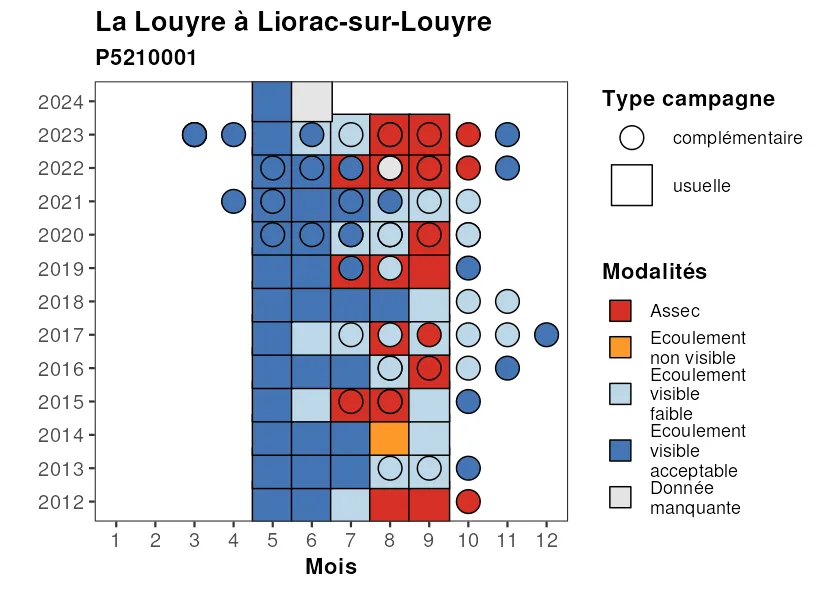 La Louyre à Liorac-sur-Louyre
P5210001
2024
2023
2022
2021
2020
2019
2018
2017
2016
2015
2014
2013
2012
1 2 3 4 5 6 7 8 9 10 11 12
Mois
Type campagne
complémentaire
usuelle
Modalités
Assec
Ecoulement
non visible
Ecoulement
visible
faible
Ecoulement
visible
acceptable
Donnée
manquante